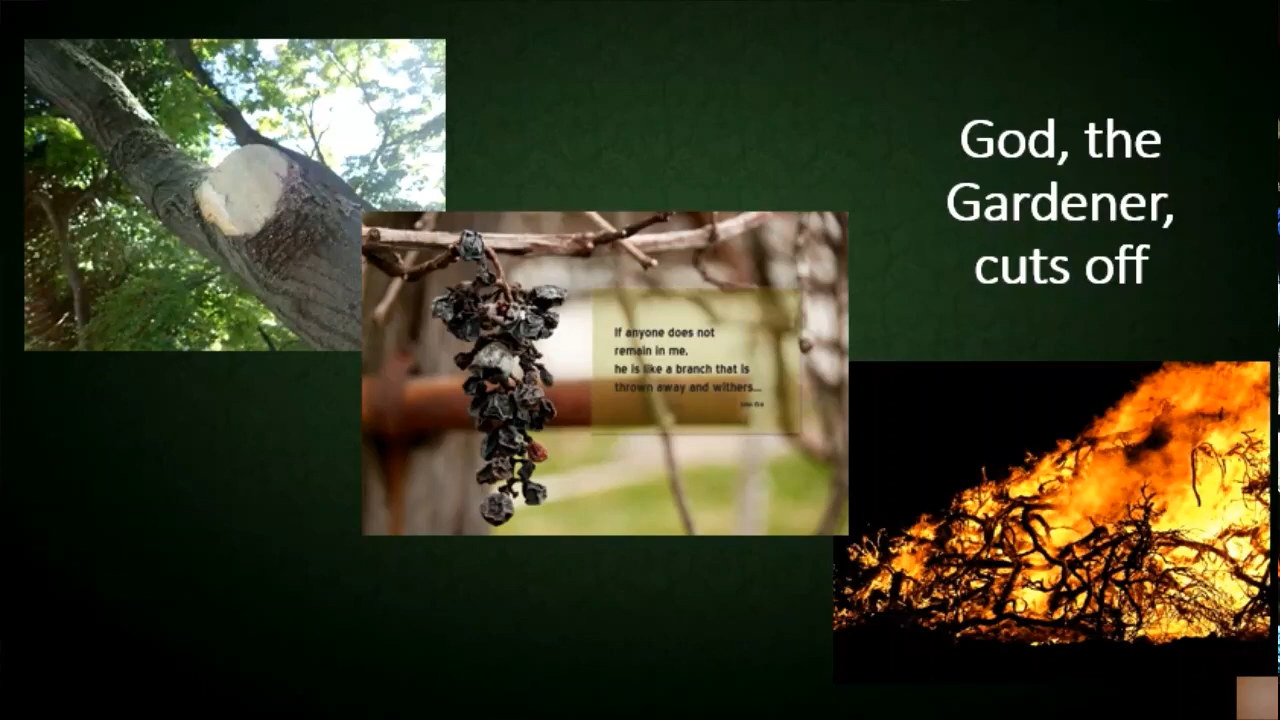 God, the
Gardener,
cuts off
If anyone does not
remain in me,
he is like a branch that is
thrown away and withers...